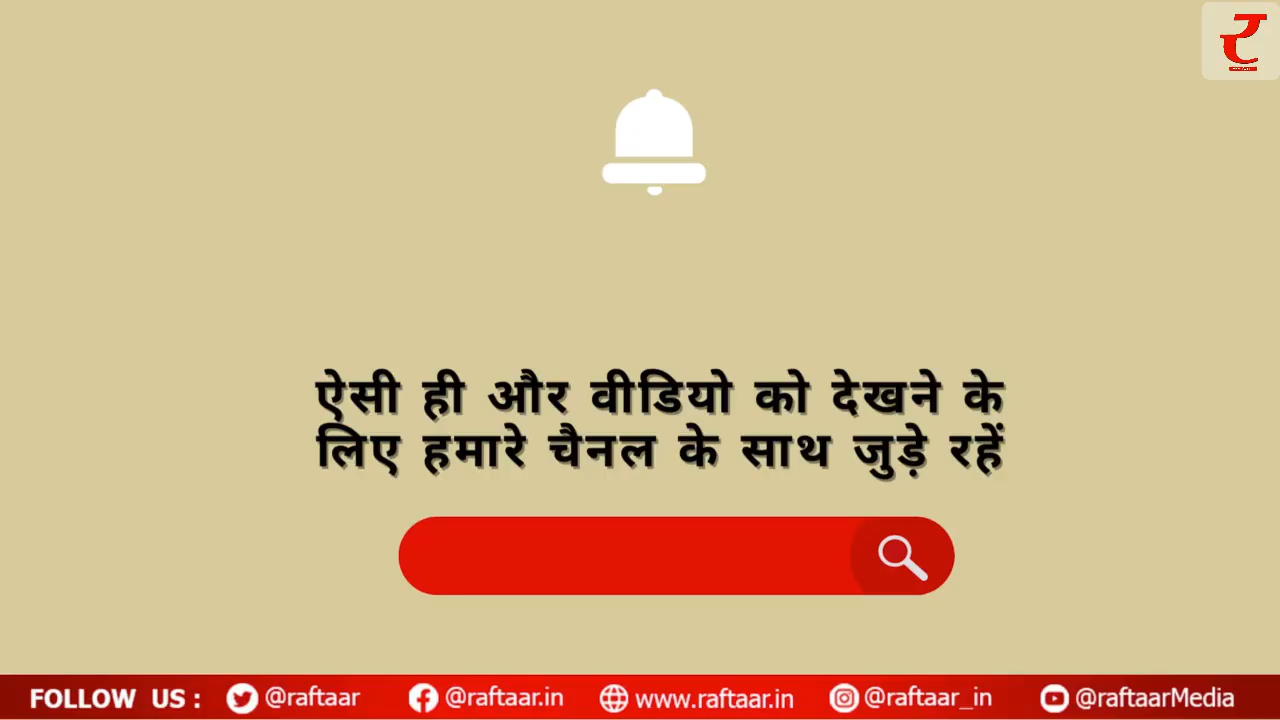 ऐसी ही और वीडियो को देखने के
लिए हमारे चैनल के साथ जुड़े रहें
FOLLOW US : @raftaar @raftaar.in www.raftaar.in @raftaar_in @raftaarMedia